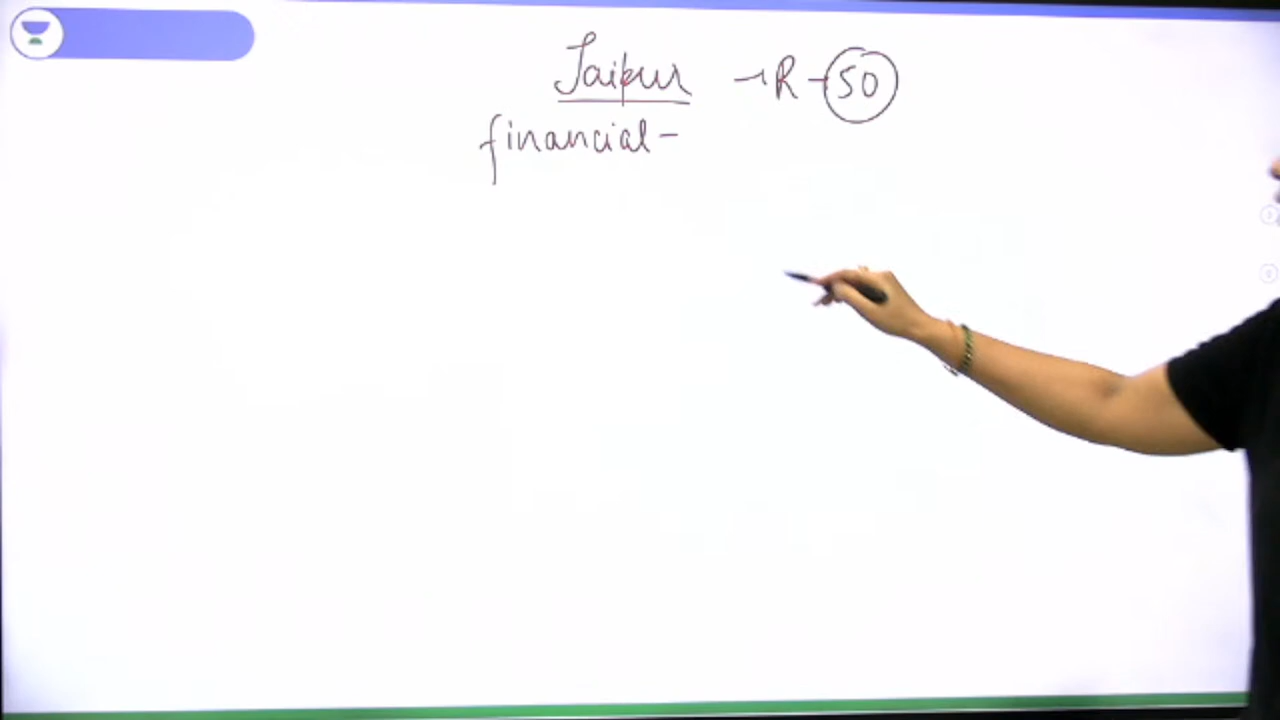 Jaipur → R - 50
financial -